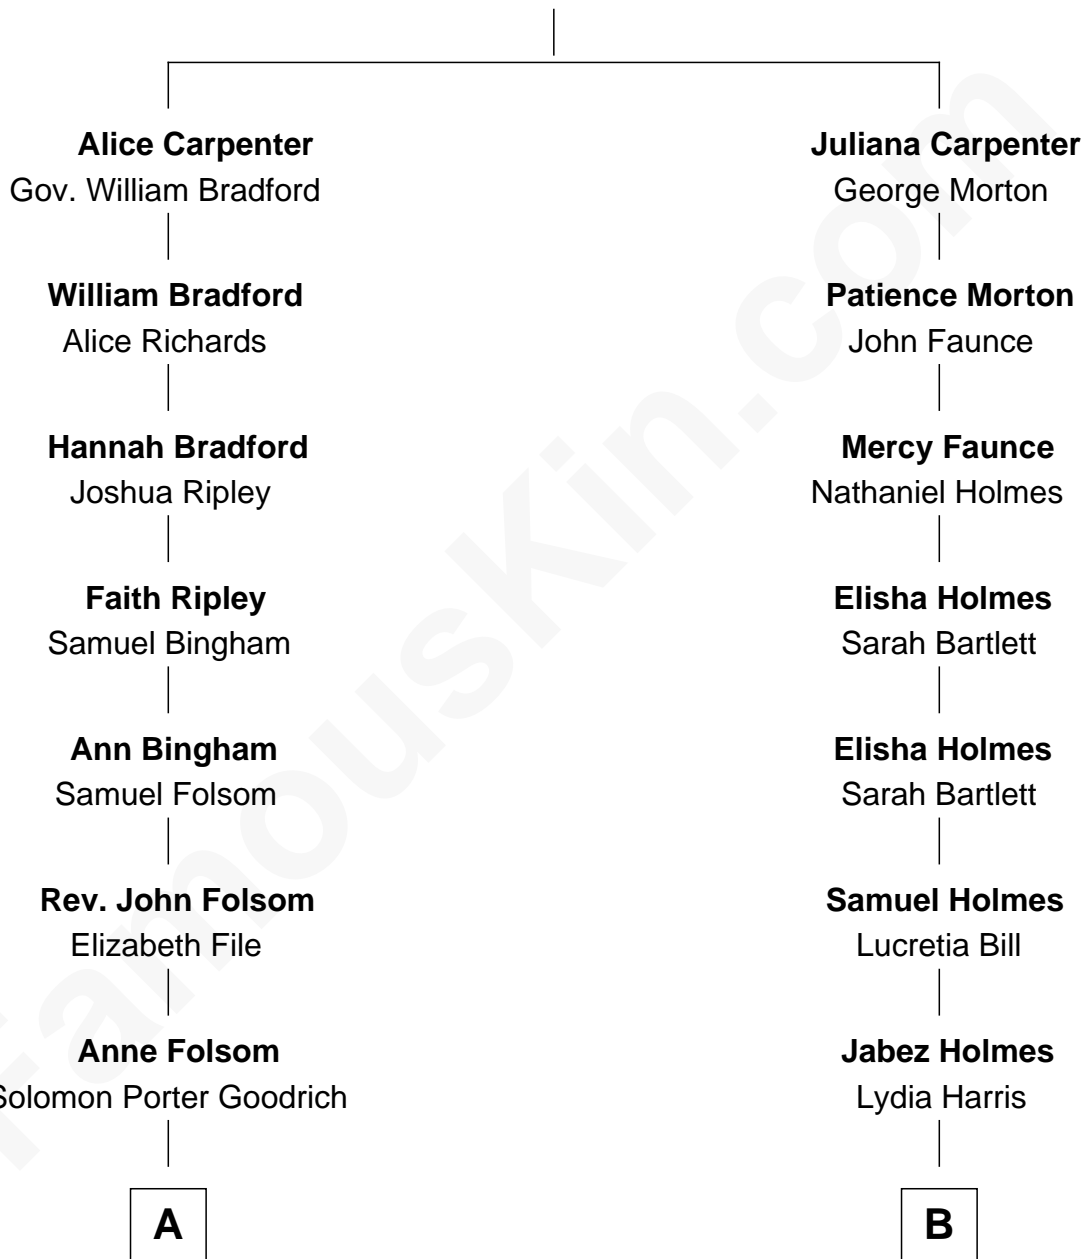 Alice Carpenter
Gov. William Bradford
William Bradford
Alice Richards
Hannah Bradford
Joshua Ripley
Faith Ripley
Samuel Bingham
Ann Bingham
Samuel Folsom
Rev. John Folsom
Elizabeth File
Anne Folsom
Solomon Porter Goodrich
A
Juliana Carpenter
George Morton
Patience Morton
John Faunce
Mercy Faunce
Nathaniel Holmes
Elisha Holmes
Sarah Bartlett
Elisha Holmes
Sarah Bartlett
Samuel Holmes
Lucretia Bill
Jabez Holmes
Lydia Harris
B
FamousKin.com